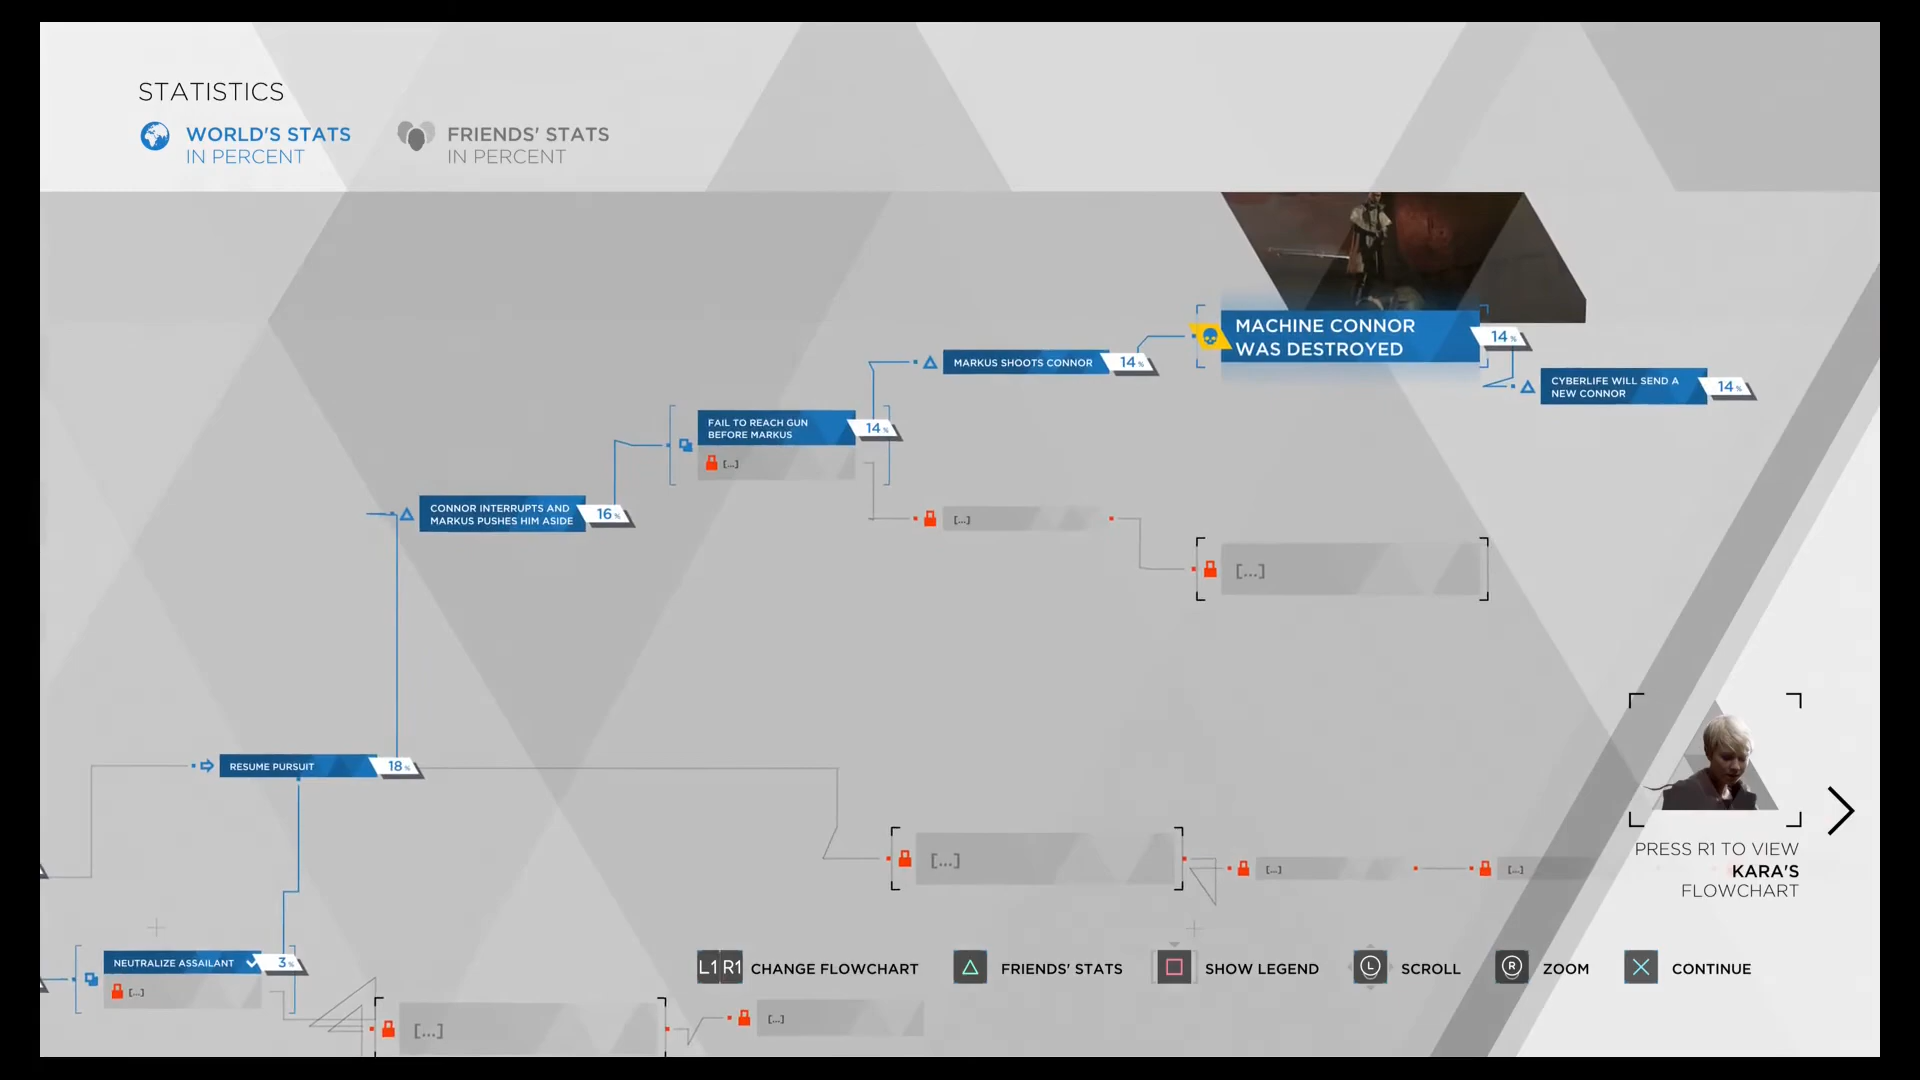 STATISTICS
WORLD'S STATS
IN PERCENT
FRIENDS' STATS
IN PERCENT
MACHINE CONNOR
WAS DESTROYED
14%
MARKUS SHOOTS CONNOR
14%
CYBERLIFE WILL SEND A
NEW CONNOR
14%
FAIL TO REACH GUN
BEFORE MARKUS
14%
[...]
CONNOR INTERRUPTS AND
MARKUS PUSHES HIM ASIDE
16%
[...]
[...]
RESUME PURSUIT
18%
[...]
[...]
[...]
PRESS R1 TO VIEW
KARA'S
FLOWCHART
NEUTRALIZE ASSAILANT
3%
[...]
[...]
[...]
L1 R1 CHANGE FLOWCHART
FRIENDS' STATS
SHOW LEGEND
L SCROLL
R ZOOM
CONTINUE